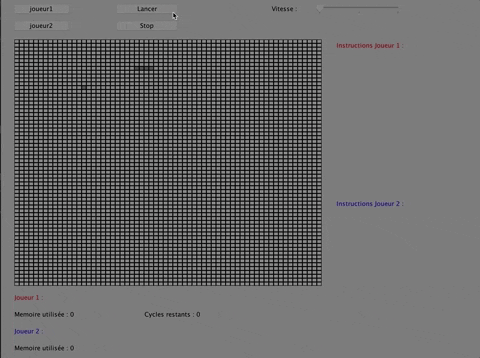 joueur1 Lancer Vitesse :
joueur2 Stop
Instructions Joueur 1 :
Instructions Joueur 2 :
Joueur 1 :
Memoire utilisée : 0 Cycles restants : 0
Joueur 2 :
Memoire utilisée : 0